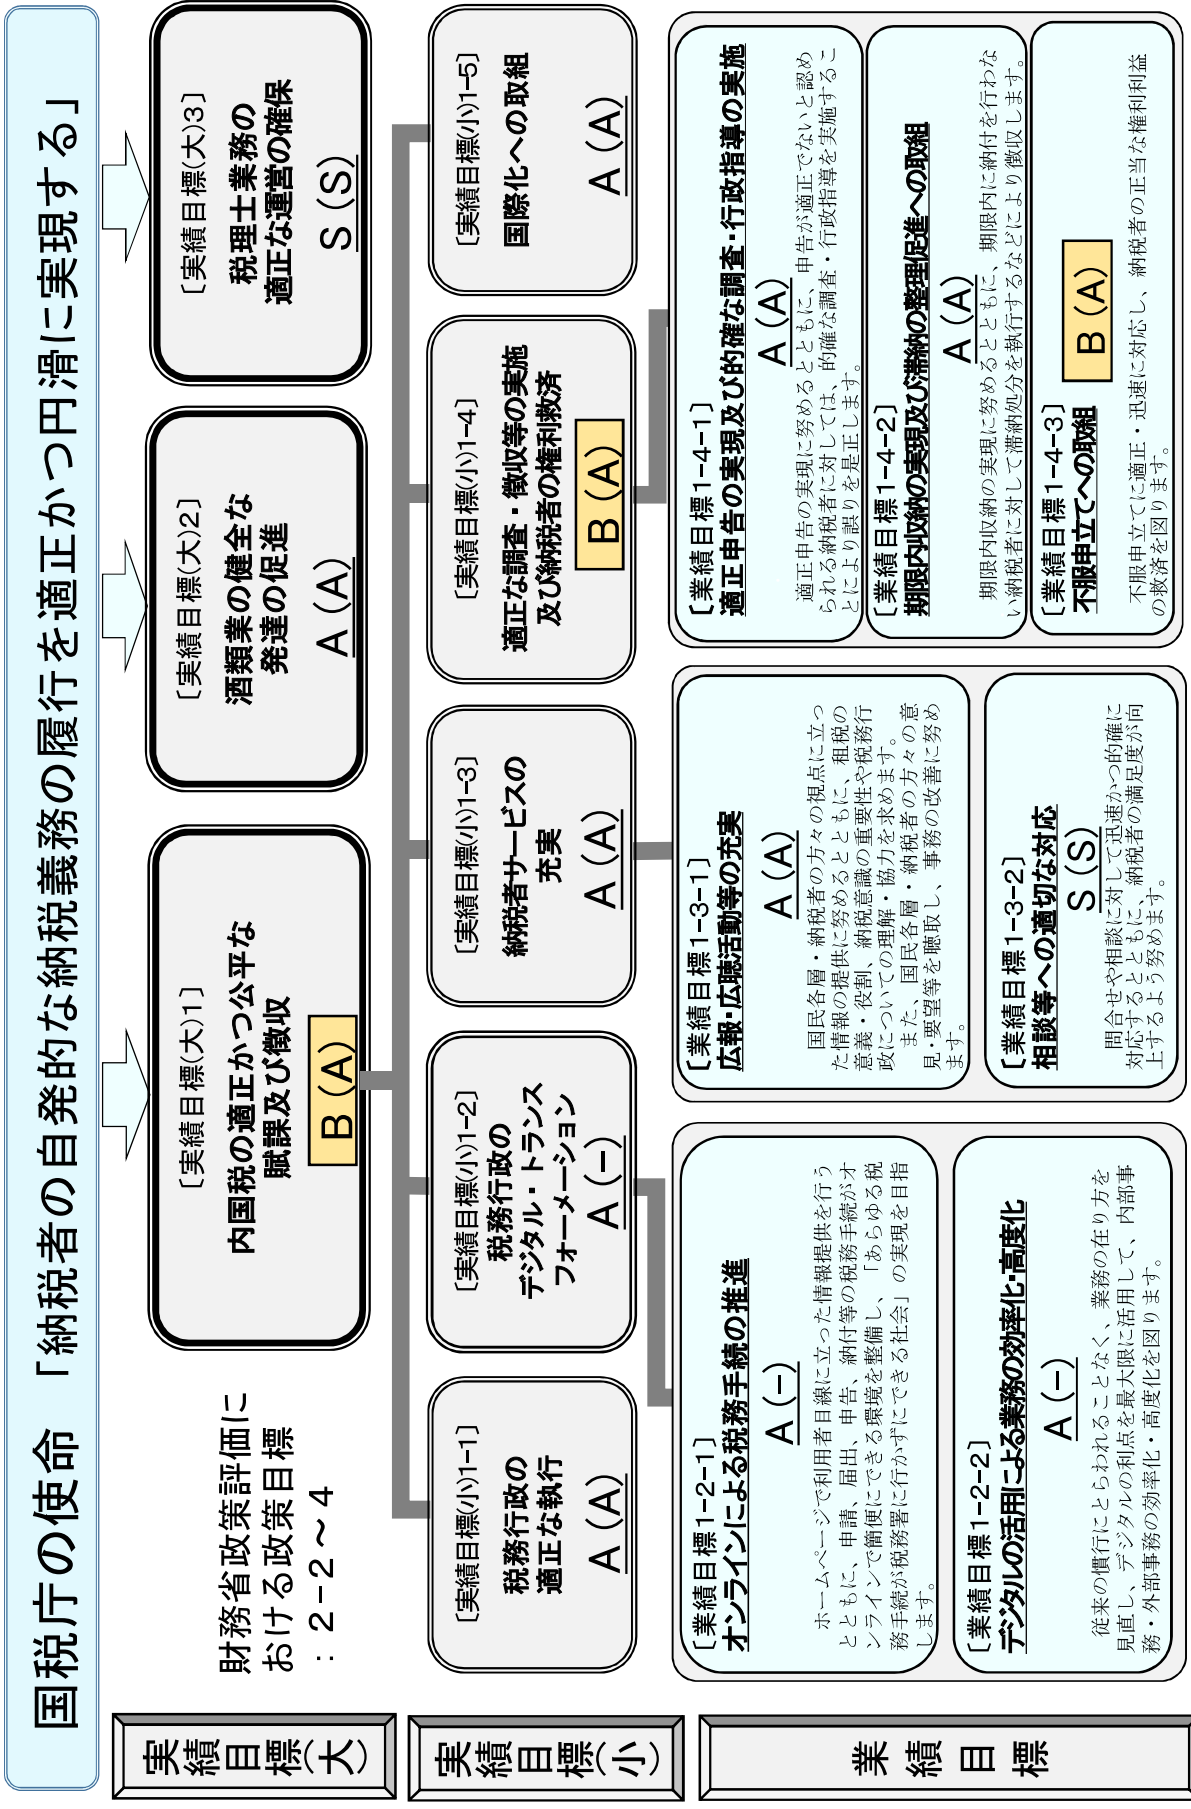 国税庁の使命 「納税者の自発的な納税義務の履行を適正かつ円滑に実現する」
実績目標(大)
財務省政策評価に
おける政策目標
:2-2~4
[実績目標(大)1]
内国税の適正かつ公平な
賦課及び徴収
B(A)
[実績目標(大)2]
酒類業の健全な
発達の促進
A(A)
[実績目標(大)3]
税理士業務の
適正な運営の確保
S(S)
実績目標(小)
[実績目標(小)1-1]
税務行政の
適正な執行
A(A)
[実績目標(小)1-2]
税務行政の
デジタル・トランス
フォーメーション
A(-)
[実績目標(小)1-3]
納税者サービスの
充実
A(A)
[実績目標(小)1-4]
適正な調査・徴収等の実施
及び納税者の権利救済
B(A)
[実績目標(小)1-5]
国際化への取組
A(A)
業績目標
[業績目標1-2-1]
オンラインによる税務手続の推進
A(-)
ホームページで利用者目線に立った情報提供を行う
とともに、申請、届出、申告、納付等の税務手続がオ
ンラインで簡便にできる環境を整備し、「あらゆる税
務手続が税務署に行かずにできる社会」の実現を目指
します。
[業績目標1-2-2]
デジタルの活用による業務の効率化・高度化
A(-)
従来の慣行にとらわれることなく、業務の在り方を
見直し、デジタルの利点を最大限に活用して、内部事
務・外部事務の効率化・高度化を図ります。
[業績目標1-3-1]
広報・広聴活動等の充実
A(A)
国民各層・納税者の方々の視点に立っ
た情報の提供に努めるとともに、租税の
意義・役割、納税意識の重要性や税務行
政についての理解・協力を求めます。
また、国民各層・納税者の方々の意
見・要望等を聴取し、事務の改善に努め
ます。
[業績目標1-3-2]
相談等への適切な対応
S(S)
問合せや相談に対して迅速かつ的確に
対応するとともに、納税者の満足度が向
上するよう努めます。
[業績目標1-4-1]
適正申告の実現及び的確な調査・行政指導の実施
A(A)
適正申告の実現に努めるとともに、申告が適正でないと認め
られる納税者に対しては、的確な調査・行政指導を実施するこ
とにより誤りを是正します。
[業績目標1-4-2]
期限内収納の実現及び滞納の整理促進への取組
A(A)
期限内収納の実現に努めるとともに、期限内に納付を行わな
い納税者に対して滞納処分を執行するなどにより徴収します。
[業績目標1-4-3]
不服申立てへの取組
B(A)
不服申立てに適正・迅速に対応し、納税者の正当な権利利益
の救済を図ります。